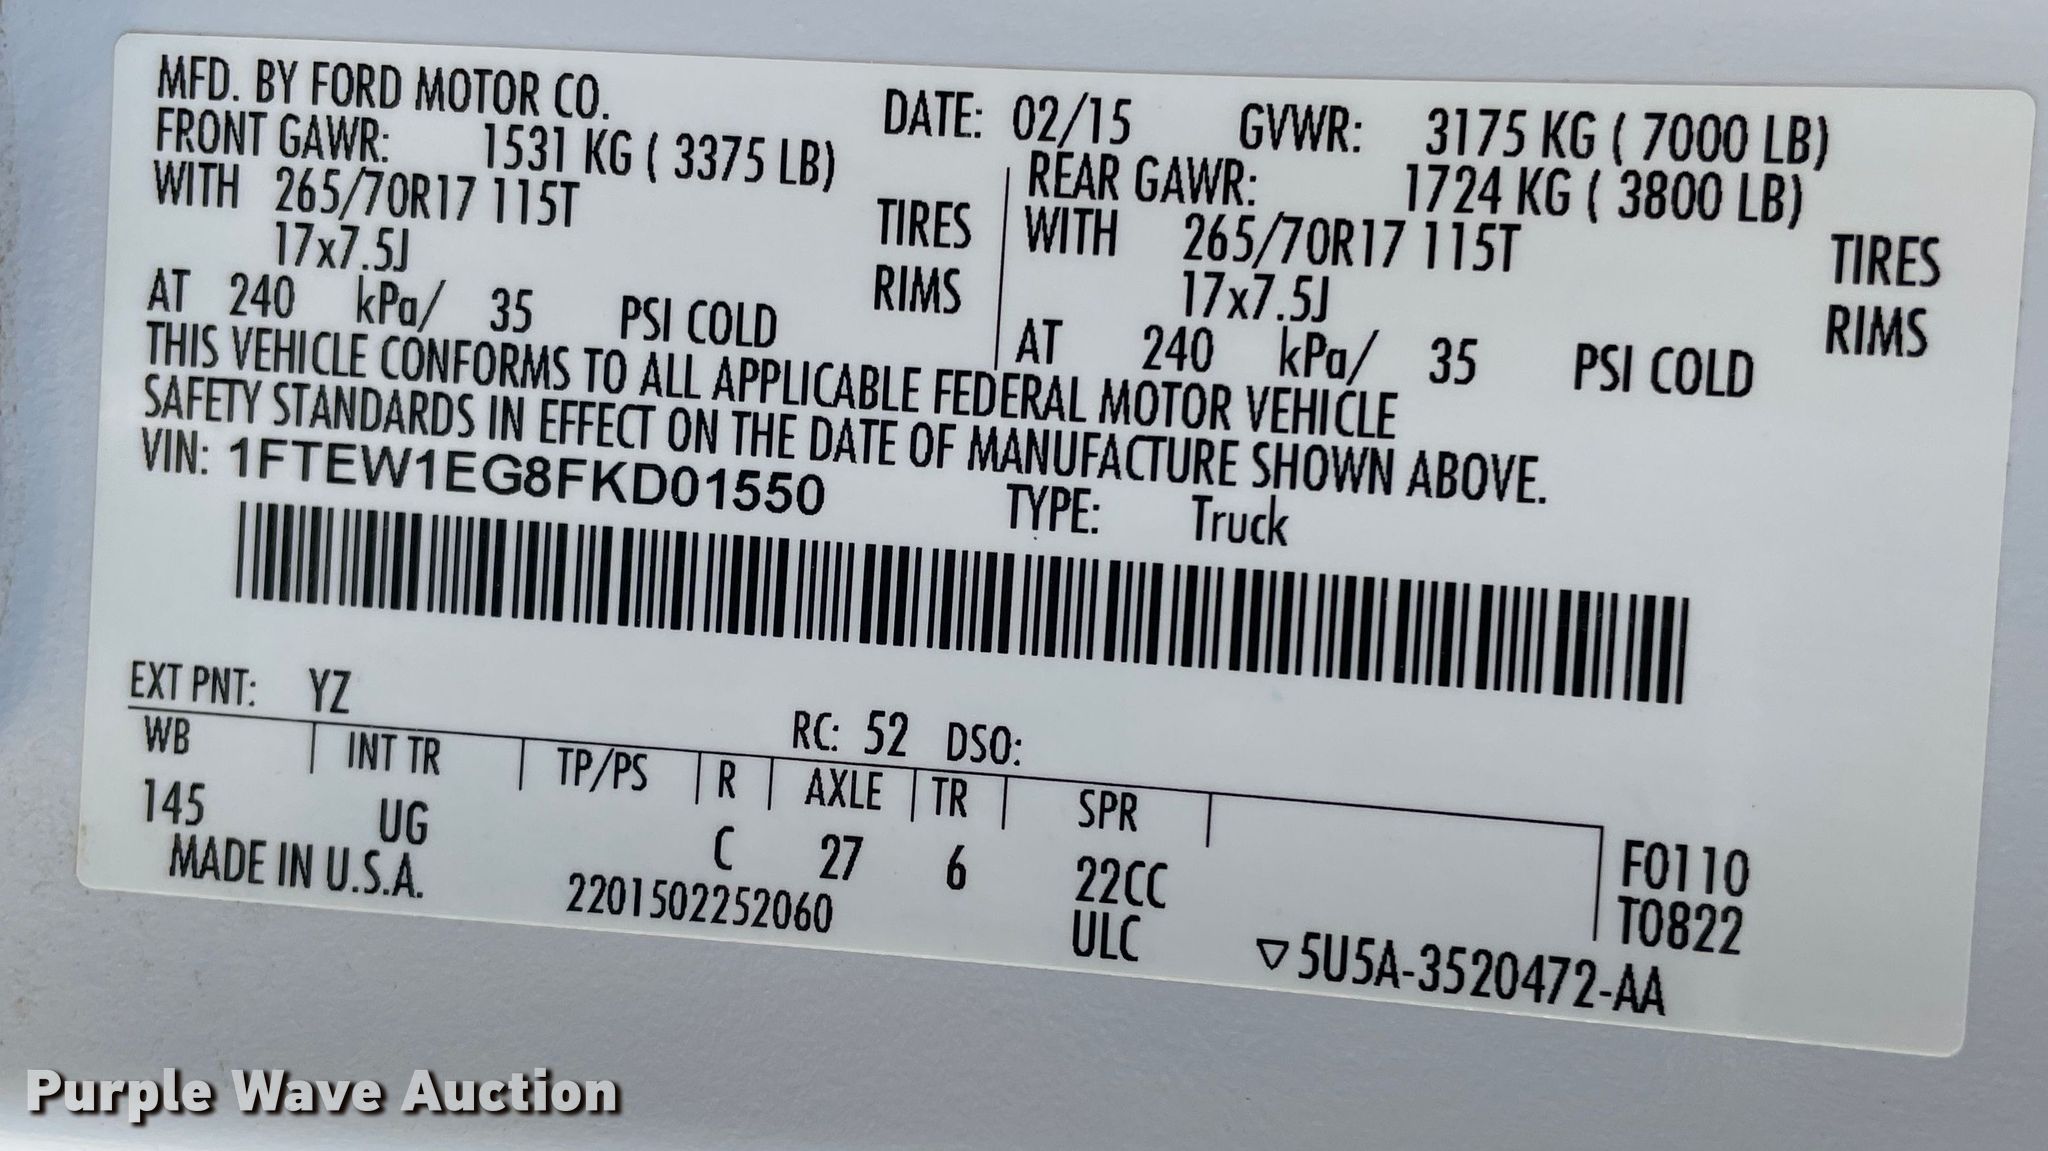 MFD. BY FORD MOTOR CO.
DATE: 02/15 GVWR: 3175 KG ( 7000 LB)
FRONT GAWR: 1531 KG ( 3375 LB)
WITH 265/70R17 115T TIRES
17x7.5J RIMS
AT 240 kPa/ 35 PSI COLD
REAR GAWR: 1724 KG ( 3800 LB)
WITH 265/70R17 115T TIRES
17x7.5J RIMS
AT 240 kPa/ 35 PSI COLD
THIS VEHICLE CONFORMS TO ALL APPLICABLE FEDERAL MOTOR VEHICLE
SAFETY STANDARDS IN EFFECT ON THE DATE OF MANUFACTURE SHOWN ABOVE.
VIN: 1FTEW1EG8FKD01550 TYPE: Truck
EXT PNT: YZ RC: 52 DSO:
WB INT TR TP/PS R AXLE TR SPR
145 UG C 27 6 22CC F0110
MADE IN U.S.A. 2201502252060 ULC T0822
▽5U5A-3520472-AA
Purple Wave Auction